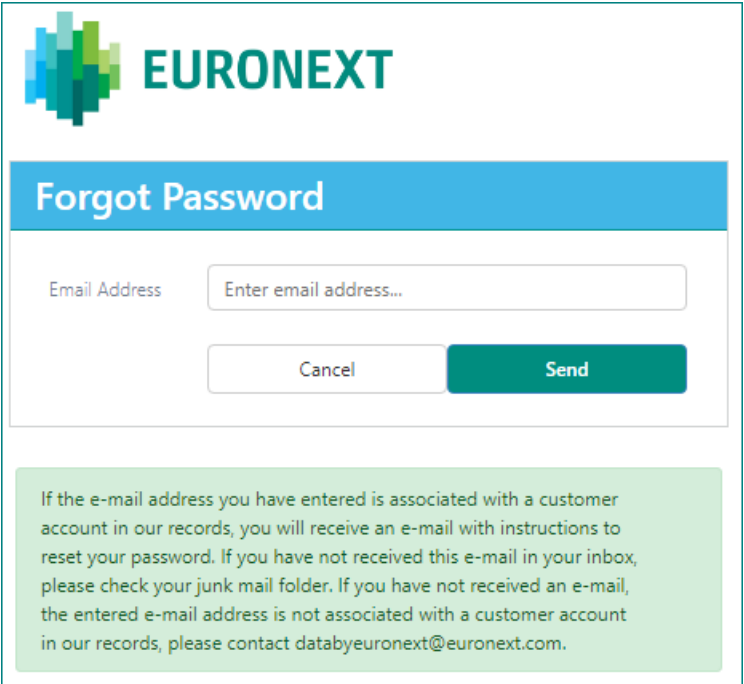 EURONEXT
Forgot Password
Email Address
Enter email address...
Cancel
Send
If the e-mail address you have entered is associated with a customer
account in our records, you will receive an e-mail with instructions to
reset your password. If you have not received this e-mail in your inbox,
please check your junk mail folder. If you have not received an e-mail,
the entered e-mail address is not associated with a customer account
in our records, please contact databyeuronext@euronext.com.